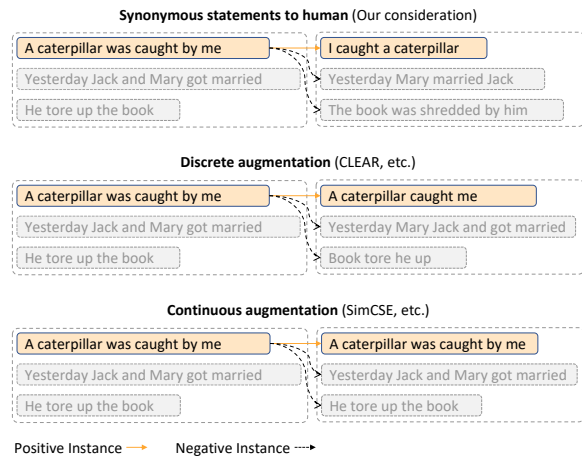 Synonymous statements to human (Our consideration)
A caterpillar was caught by me
I caught a caterpillar
Yesterday Jack and Mary got married
Yesterday Mary married Jack
He tore up the book
The book was shredded by him
Discrete augmentation (CLEAR, etc.)
A caterpillar was caught by me
A caterpillar caught me
Yesterday Jack and Mary got married
Yesterday Mary Jack and got married
He tore up the book
Book tore he up
Continuous augmentation (SimCSE, etc.)
A caterpillar was caught by me
A caterpillar was caught by me
Yesterday Jack and Mary got married
Yesterday Jack and Mary got married
He tore up the book
He tore up the book
Positive Instance
Negative Instance